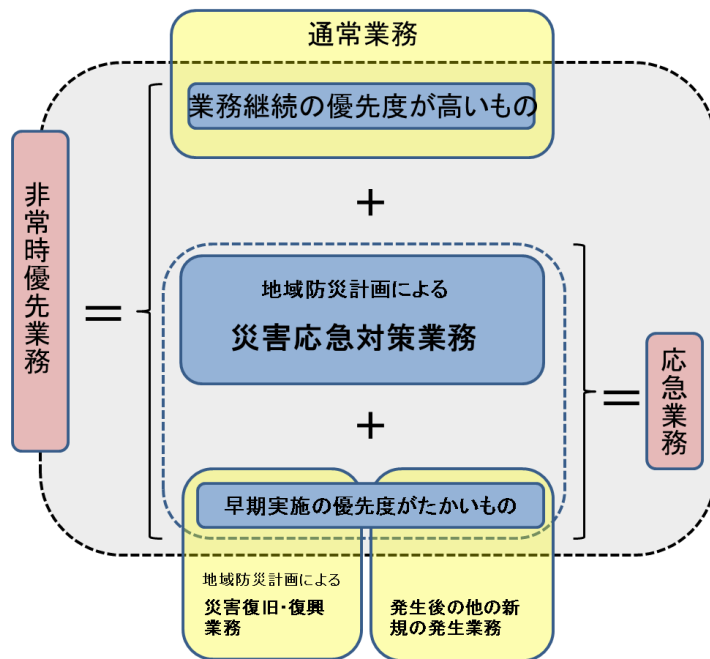 通常業務
業務継続の優先度が高いもの
+
非常時優先業務
=
地域防災計画による
災害応急対策業務
=
応急業務
+
早期実施の優先度がたかいもの
地域防災計画による
災害復旧・復興
業務
発生後の他の新
規の発生業務